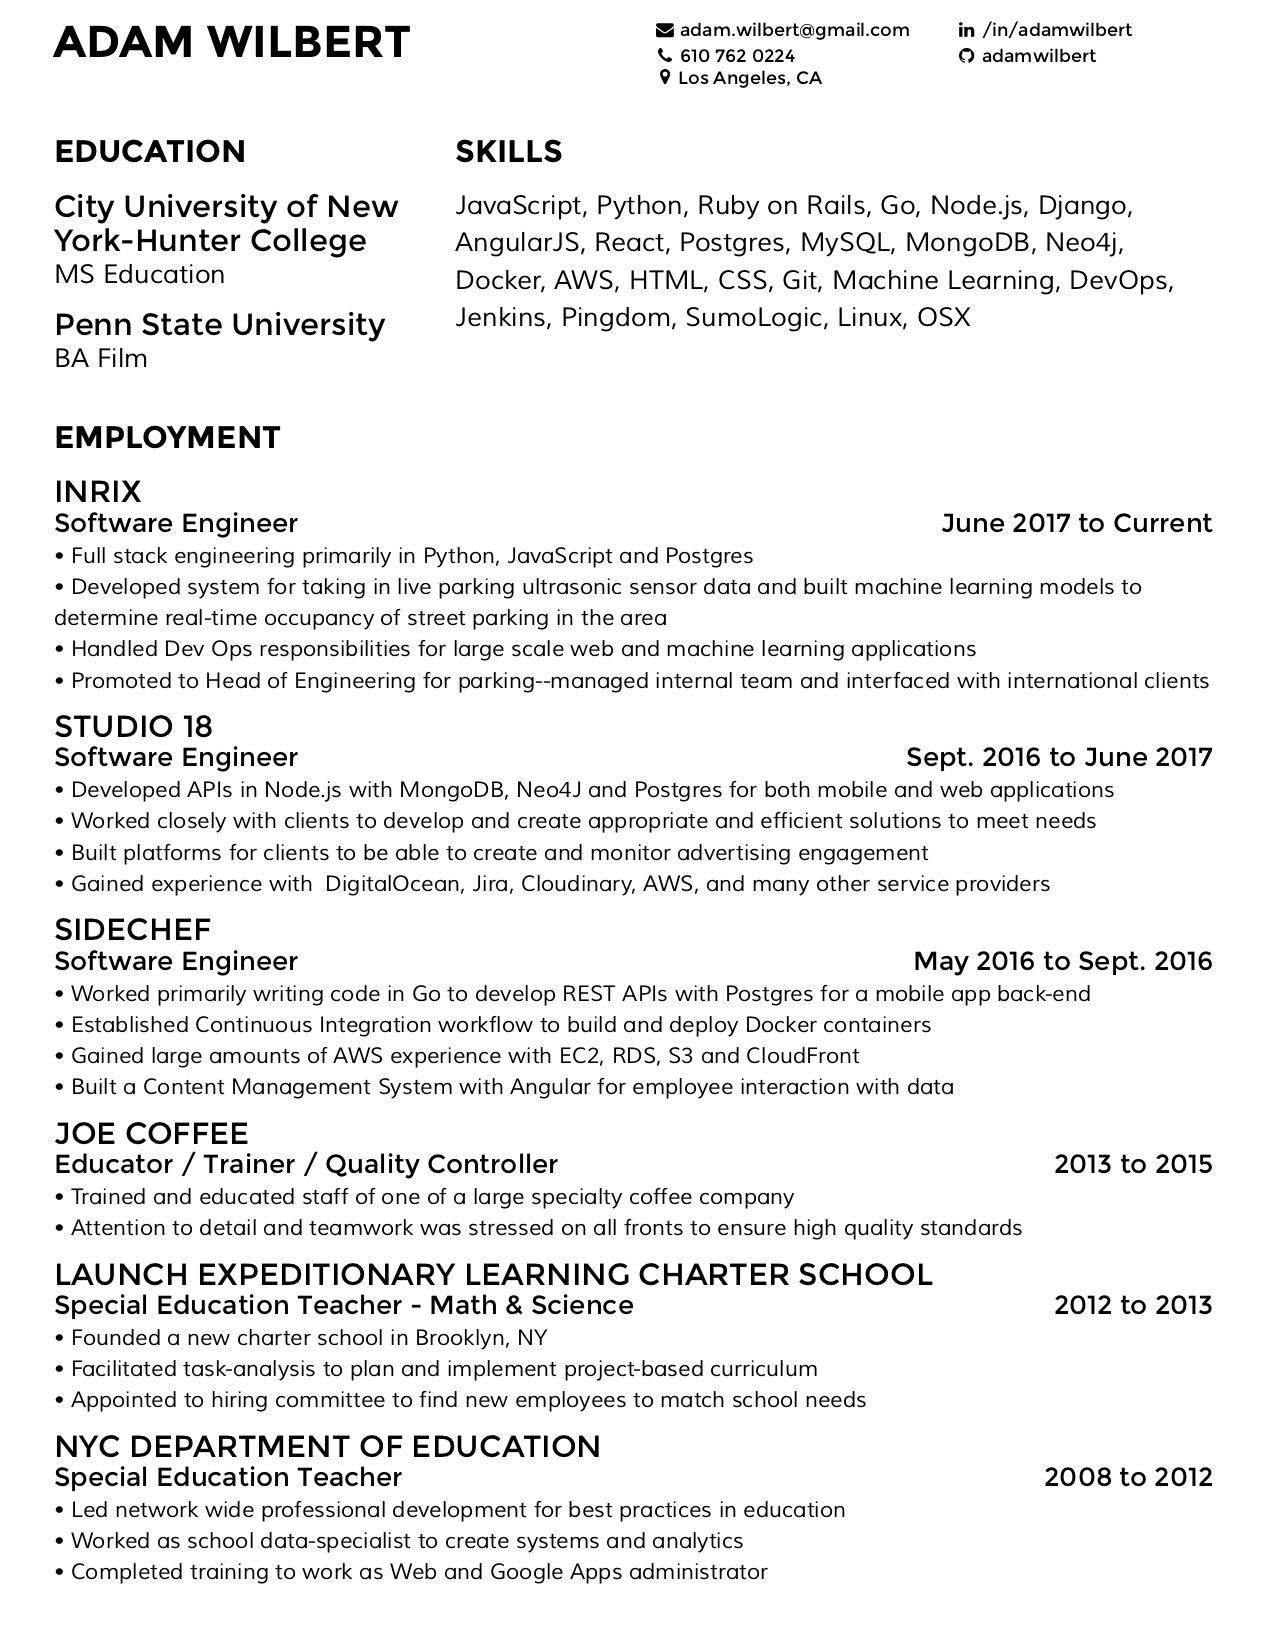 ADAM WILBERT
adam.wilbert@gmail.com
610 762 0224
Los Angeles, CA
/in/adamwilbert
adamwilbert
EDUCATION
City University of New
York-Hunter College
MS Education
Penn State University
BA Film
SKILLS
JavaScript, Python, Ruby on Rails, Go, Node.js, Django,
AngularJS, React, Postgres, MySQL, MongoDB, Neo4j,
Docker, AWS, HTML, CSS, Git, Machine Learning, DevOps,
Jenkins, Pingdom, SumoLogic, Linux, OSX
EMPLOYMENT
INRIX
Software Engineer June 2017 to Current
• Full stack engineering primarily in Python, JavaScript and Postgres
• Developed system for taking in live parking ultrasonic sensor data and built machine learning models to
determine real-time occupancy of street parking in the area
• Handled Dev Ops responsibilities for large scale web and machine learning applications
• Promoted to Head of Engineering for parking--managed internal team and interfaced with international clients
STUDIO 18
Software Engineer Sept. 2016 to June 2017
• Developed APIs in Node.js with MongoDB, Neo4J and Postgres for both mobile and web applications
• Worked closely with clients to develop and create appropriate and efficient solutions to meet needs
• Built platforms for clients to be able to create and monitor advertising engagement
• Gained experience with  DigitalOcean, Jira, Cloudinary, AWS, and many other service providers
SIDECHEF
Software Engineer May 2016 to Sept. 2016
• Worked primarily writing code in Go to develop REST APIs with Postgres for a mobile app back-end
• Established Continuous Integration workflow to build and deploy Docker containers
• Gained large amounts of AWS experience with EC2, RDS, S3 and CloudFront
• Built a Content Management System with Angular for employee interaction with data
JOE COFFEE
Educator / Trainer / Quality Controller 2013 to 2015
• Trained and educated staff of one of a large specialty coffee company
• Attention to detail and teamwork was stressed on all fronts to ensure high quality standards
LAUNCH EXPEDITIONARY LEARNING CHARTER SCHOOL
Special Education Teacher - Math & Science 2012 to 2013
• Founded a new charter school in Brooklyn, NY
• Facilitated task-analysis to plan and implement project-based curriculum
• Appointed to hiring committee to find new employees to match school needs
NYC DEPARTMENT OF EDUCATION
Special Education Teacher 2008 to 2012
• Led network wide professional development for best practices in education
• Worked as school data-specialist to create systems and analytics
• Completed training to work as Web and Google Apps administrator